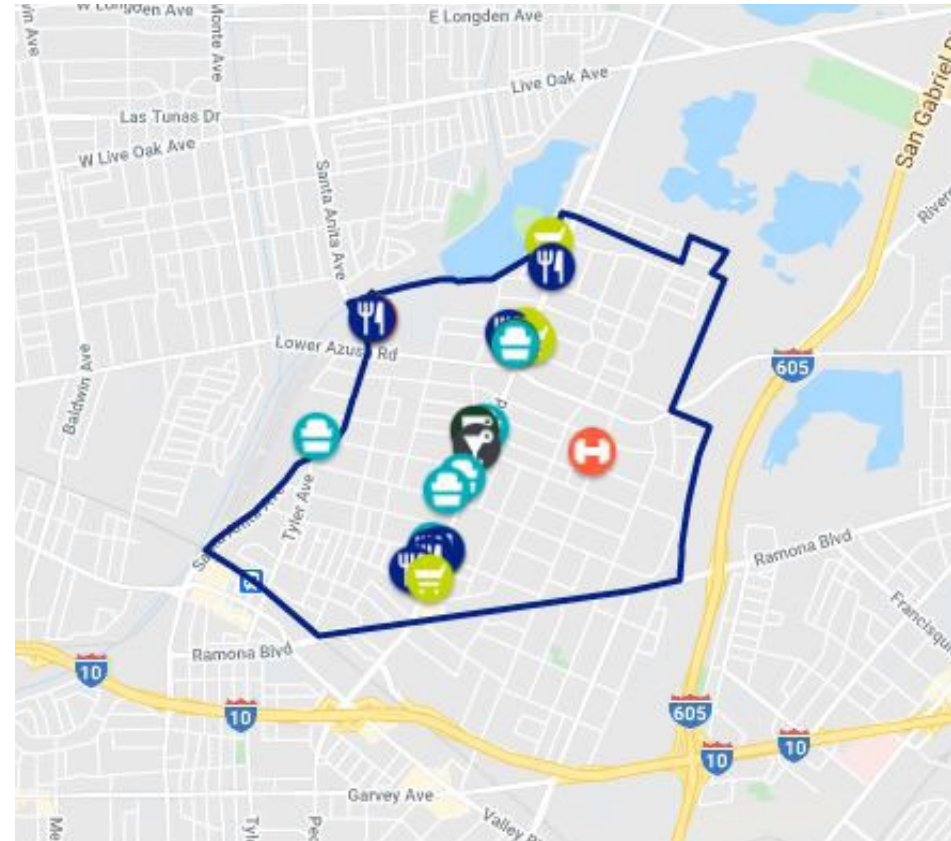 E Longden Ave
Live Oak Ave
Las Tunas Dr
W Live Oak Ave
Santa Anita Ave
San Gabriel
Lower Azusa Rd
Baldwin Ave
605
Tyler Ave
Ramona Blvd
Ramona Blvd
10
10
605
10
10
Garvey Ave
Valley